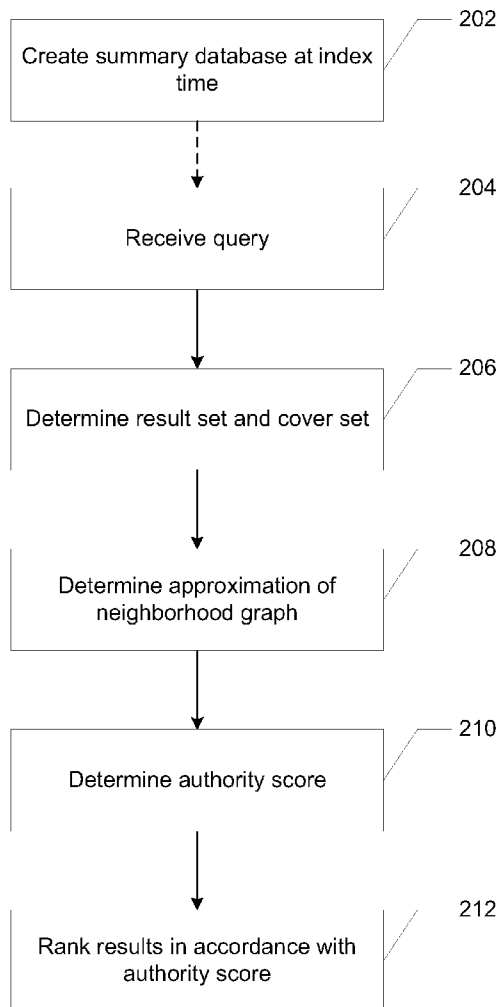 202
Create summary database at index
time
204
Receive query
206
Determine result set and cover set
208
Determine approximation of
neighborhood graph
210
Determine authority score
212
Rank results in accordance with
authority score